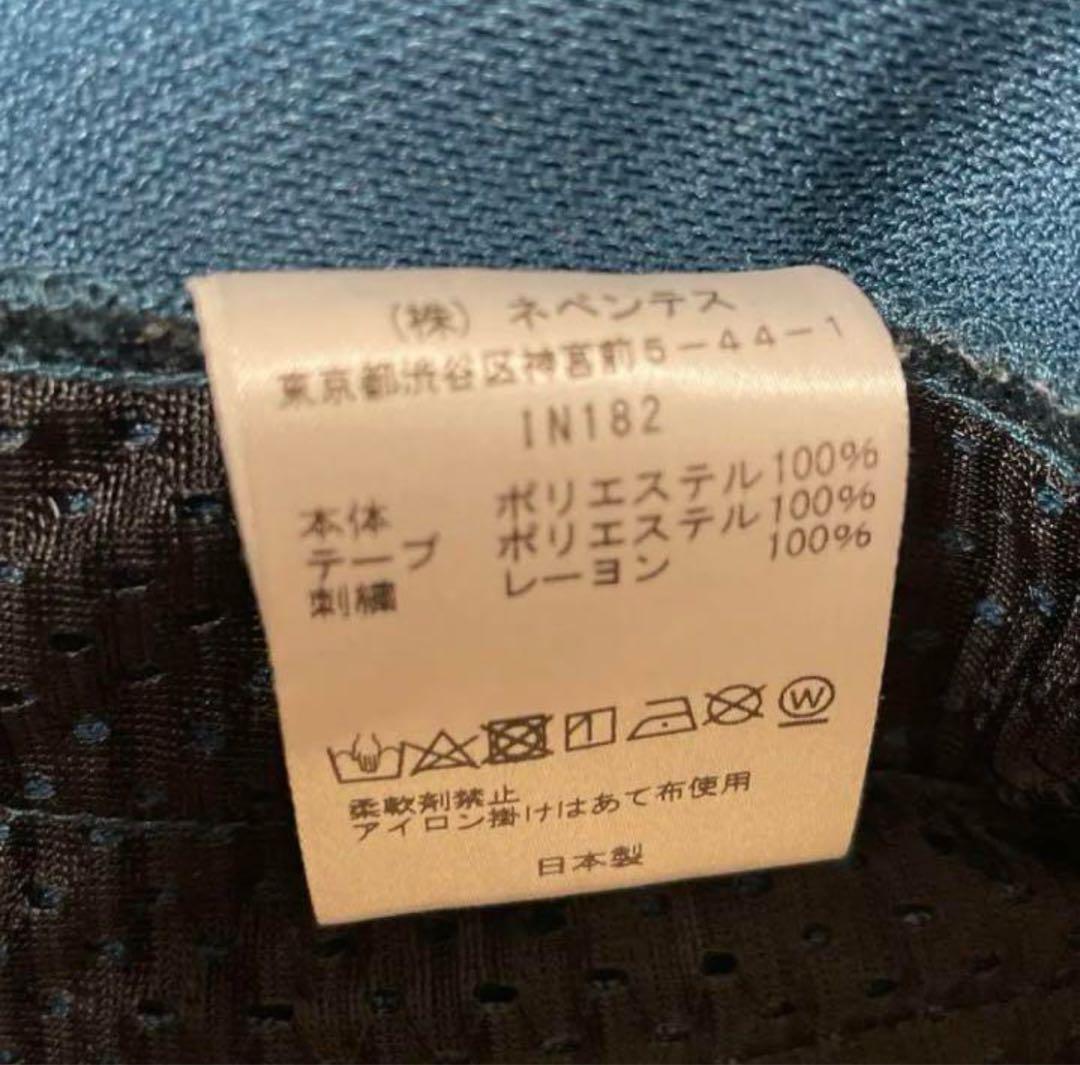 (株) ネペンテス
東京都渋谷区神宮前5-44-1
IN182
本体 ポリエステル100%
テープ ポリエステル100%
刺繍 レーヨン 100%
W
柔軟剤禁止
アイロン掛けはあて布使用
日本製